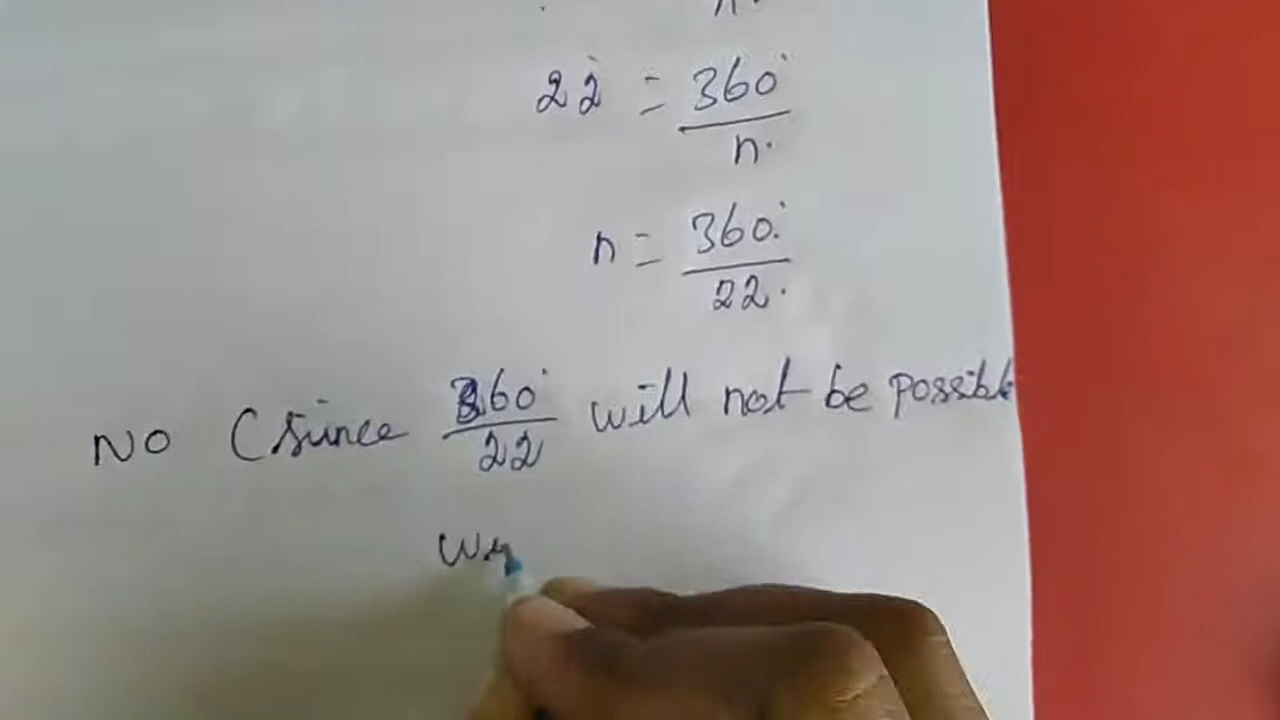 22° = 360° / n.
n = 360° / 22.
NO (since 360° / 22 will not be possible